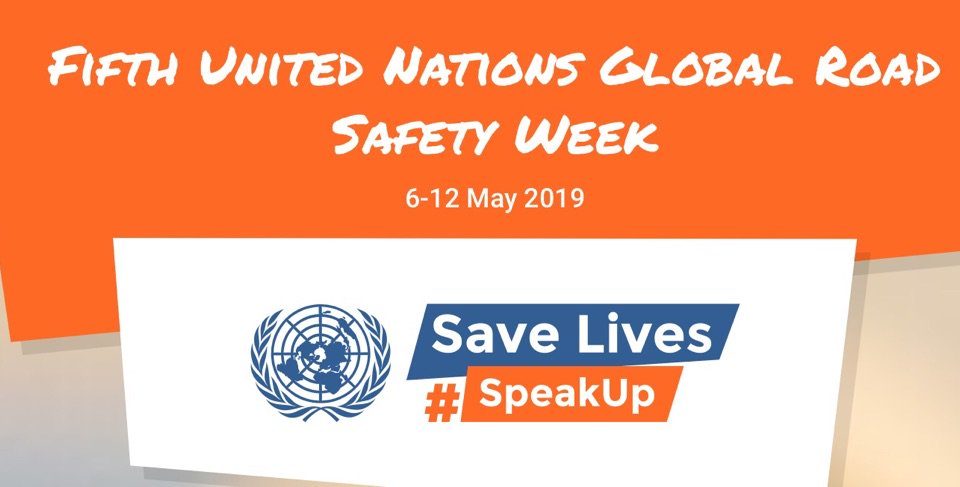 Fifth United Nations Global Road
Safety Week
6-12 May 2019
Save Lives
#SpeakUp